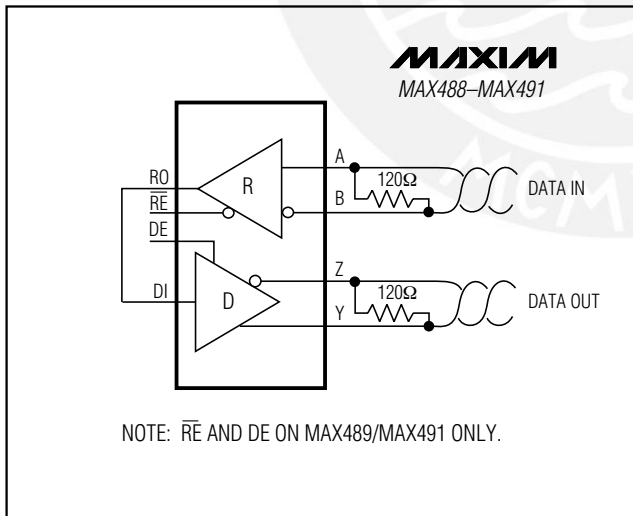 MAXIM
MAX488–MAX491
A
RO
R
120Ω
DATA IN
RE̅
B
DE
Z
DI
D
120Ω
DATA OUT
Y
NOTE: RE̅ AND DE ON MAX489/MAX491 ONLY.
MCM